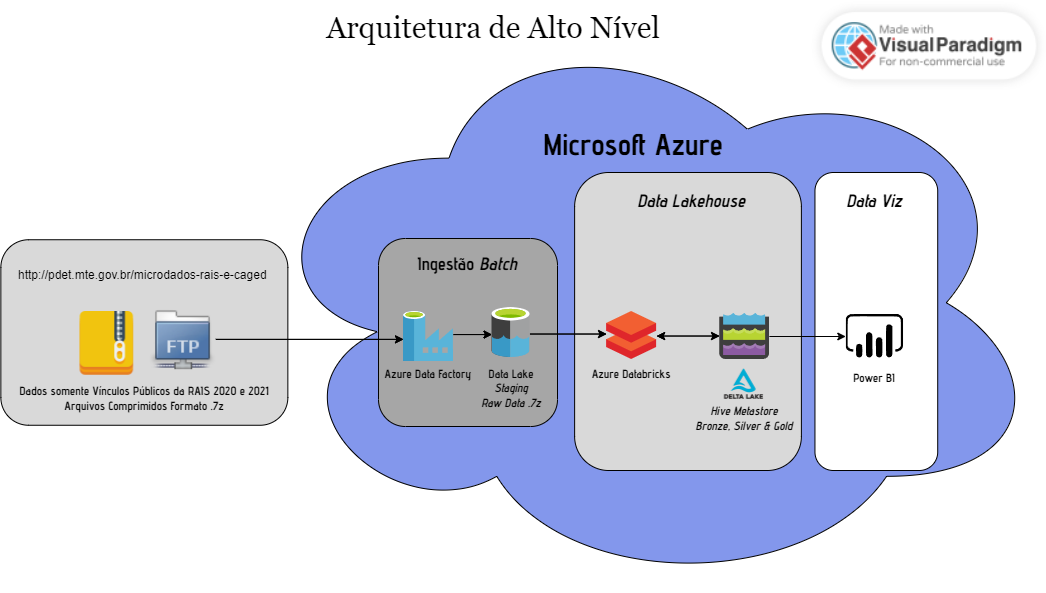 Arquitetura de Alto Nível
Made with
VisualParadigm
For non-commercial use
Microsoft Azure
http://pdet.mte.gov.br/microdados-rais-e-caged
FTP
Dados somente Vínculos Públicos da RAIS 2020 e 2021
Arquivos Comprimidos Formato .7z
Ingestão Batch
Azure Data Factory
Data Lake
Staging
Raw Data .7z
Data Lakehouse
Azure Databricks
DELTA LAKE
Hive Metastore
Bronze, Silver & Gold
Data Viz
Power BI